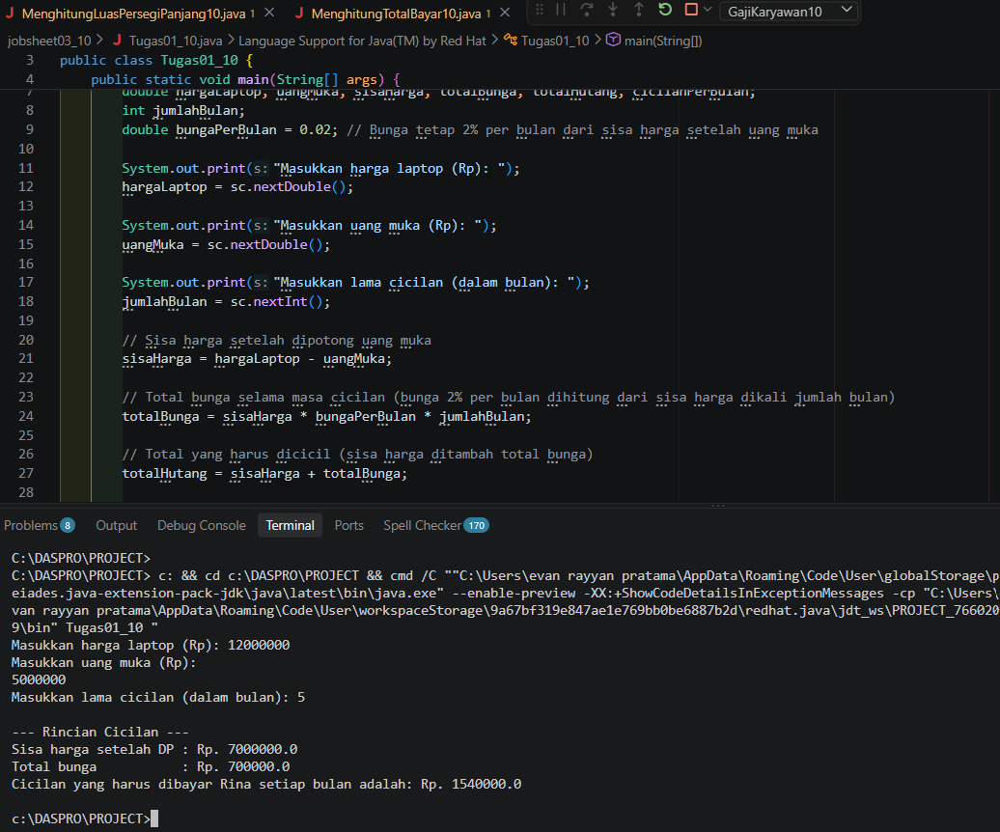 MenghitungLuasPersegiPanjang10.java 1
MenghitungTotalBayar10.java 1
GajiKaryawan10
jobsheet03_10 > Tugas01_10.java > Language Support for Java(TM) by Red Hat > Tugas01_10 > main(String[])
3 public class Tugas01_10 {
4 public static void main(String[] args) {
7 double hargaLaptop, uangMuka, sisaHarga, totalBunga, totalHutang, cicilanPerBulan;
8 int jumlahBulan;
9 double bungaPerBulan = 0.02; // Bunga tetap 2% per bulan dari sisa harga setelah uang muka
10
11 System.out.print(s: "Masukkan harga laptop (Rp): ");
12 hargaLaptop = sc.nextDouble();
13
14 System.out.print(s: "Masukkan uang muka (Rp): ");
15 uangMuka = sc.nextDouble();
16
17 System.out.print(s: "Masukkan lama cicilan (dalam bulan): ");
18 jumlahBulan = sc.nextInt();
19
20 // Sisa harga setelah dipotong uang muka
21 sisaHarga = hargaLaptop - uangMuka;
22
23 // Total bunga selama masa cicilan (bunga 2% per bulan dihitung dari sisa harga dikali jumlah bulan)
24 totalBunga = sisaHarga * bungaPerBulan * jumlahBulan;
25
26 // Total yang harus dicicil (sisa harga ditambah total bunga)
27 totalHutang = sisaHarga + totalBunga;
28
Problems 8 Output Debug Console Terminal Ports Spell Checker 170
C:\DASPRO\PROJECT>
C:\DASPRO\PROJECT> c: && cd c:\DASPRO\PROJECT && cmd /C ""C:\Users\evan rayyan pratama\AppData\Roaming\Code\User\globalStorage\p
eiades.java-extension-pack-jdk\java\latest\bin\java.exe" --enable-preview -XX:+ShowCodeDetailsInExceptionMessages -cp "C:\Users\
van rayyan pratama\AppData\Roaming\Code\User\workspaceStorage\9a67bf319e847ae1e769bb0be6887b2d\redhat.java\jdt_ws\PROJECT_766020
9\bin" Tugas01_10 "
Masukkan harga laptop (Rp): 12000000
Masukkan uang muka (Rp):
5000000
Masukkan lama cicilan (dalam bulan): 5
--- Rincian Cicilan ---
Sisa harga setelah DP : Rp. 7000000.0
Total bunga : Rp. 700000.0
Cicilan yang harus dibayar Rina setiap bulan adalah: Rp. 1540000.0
c:\DASPRO\PROJECT>